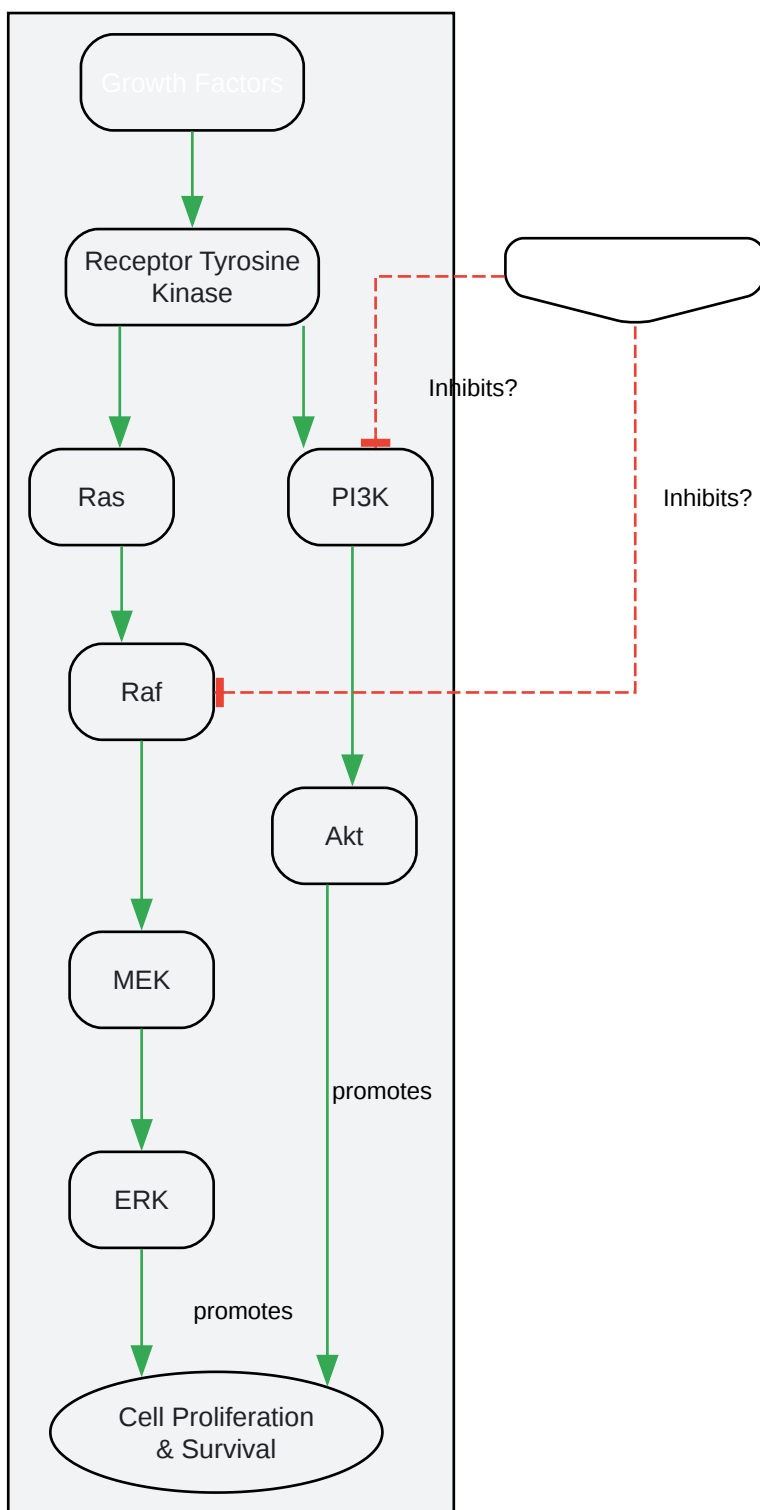 Growth Factors
Receptor Tyrosine
Kinase
Inhibits?
Ras
PI3K
Inhibits?
Raf
Akt
MEK
promotes
ERK
promotes
Cell Proliferation
& Survival